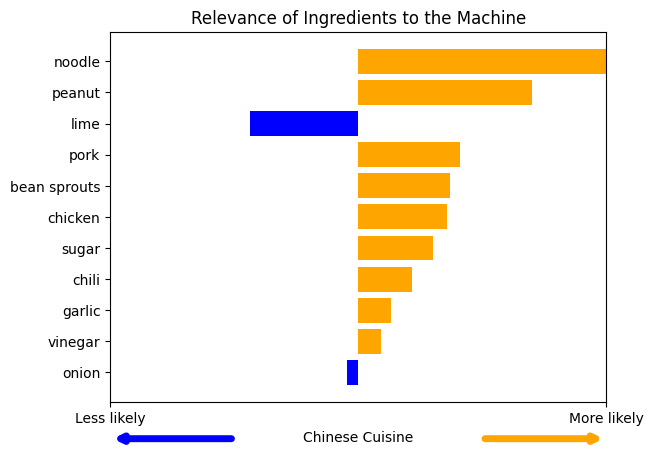 Relevance of Ingredients to the Machine
noodle
peanut
lime
pork
bean sprouts
chicken
sugar
chili
garlic
vinegar
onion
Less likely
More likely
Chinese Cuisine